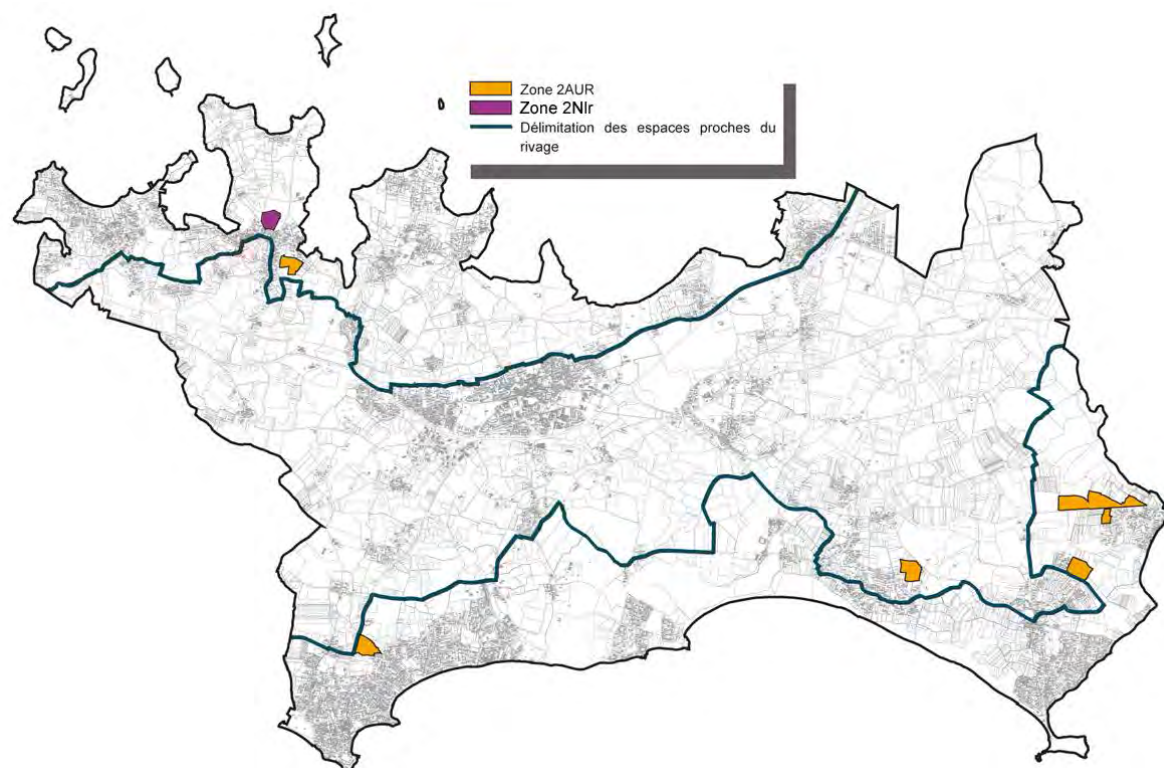 Zone 2AUR
Zone 2Nlr
Délimitation des espaces proches du
rivage